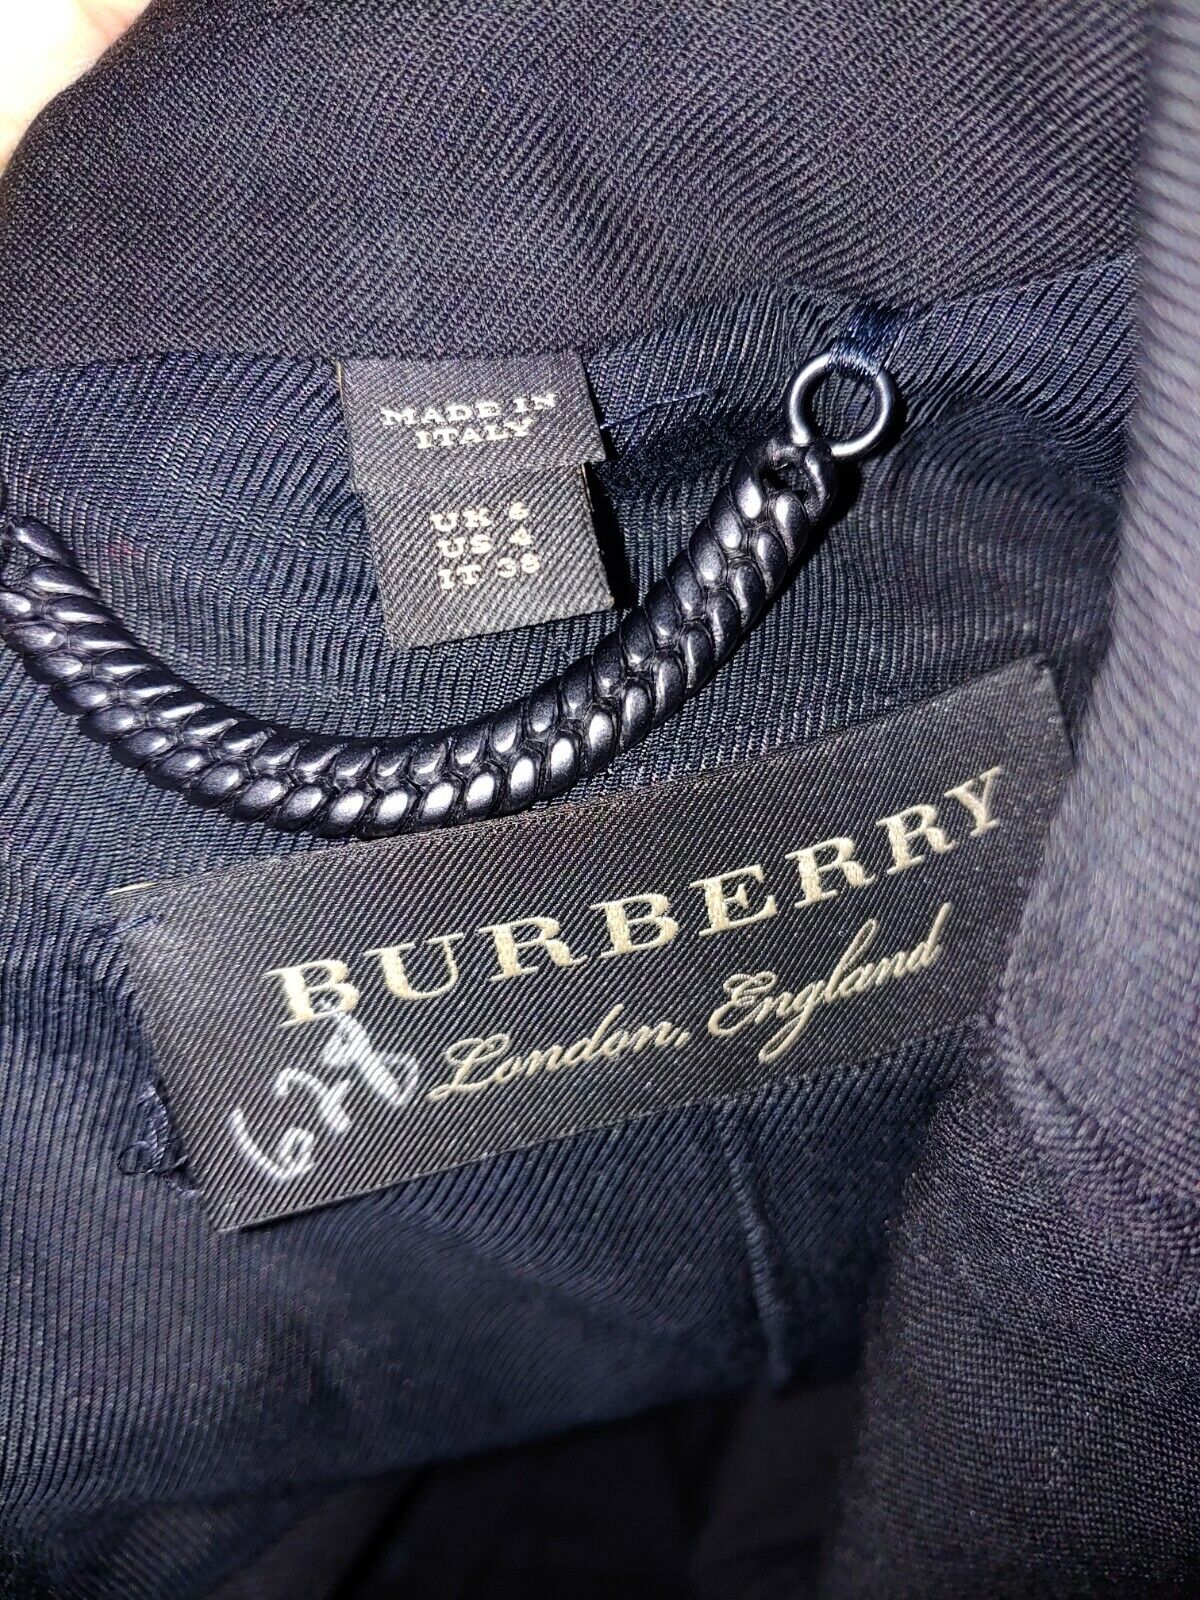 MADE IN
ITALY
UK 6
US 4
IT 38
BURBERRY
London, England